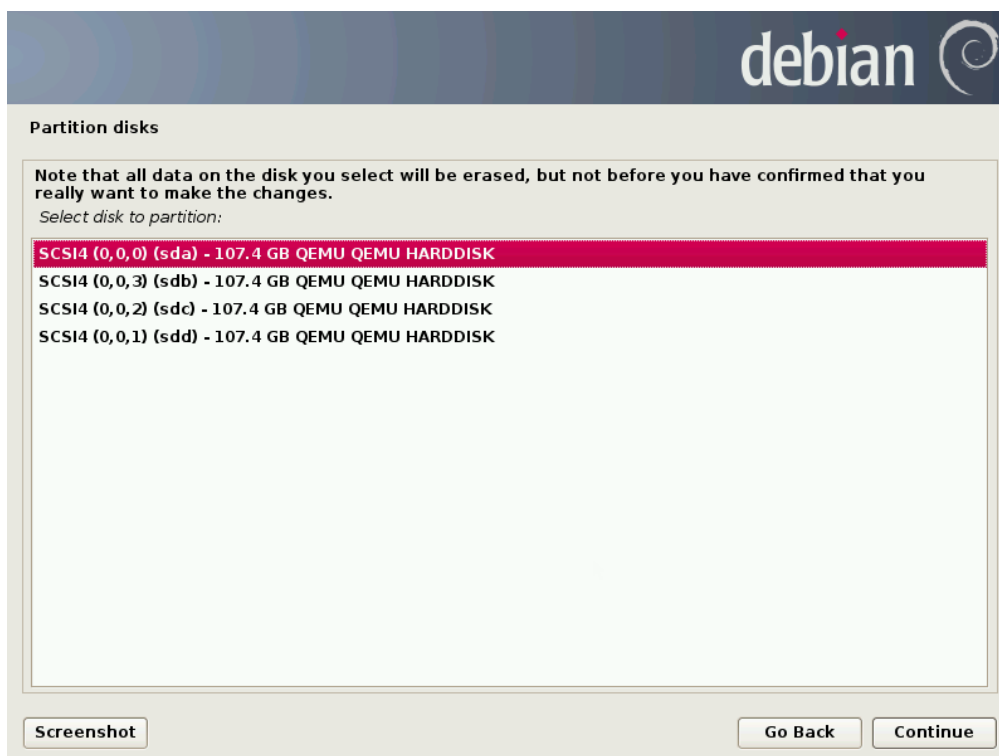 debian
Partition disks
Note that all data on the disk you select will be erased, but not before you have confirmed that you
really want to make the changes.
Select disk to partition:
SCSI4 (0,0,0) (sda) - 107.4 GB QEMU QEMU HARDDISK
SCSI4 (0,0,3) (sdb) - 107.4 GB QEMU QEMU HARDDISK
SCSI4 (0,0,2) (sdc) - 107.4 GB QEMU QEMU HARDDISK
SCSI4 (0,0,1) (sdd) - 107.4 GB QEMU QEMU HARDDISK
Screenshot
Go Back
Continue